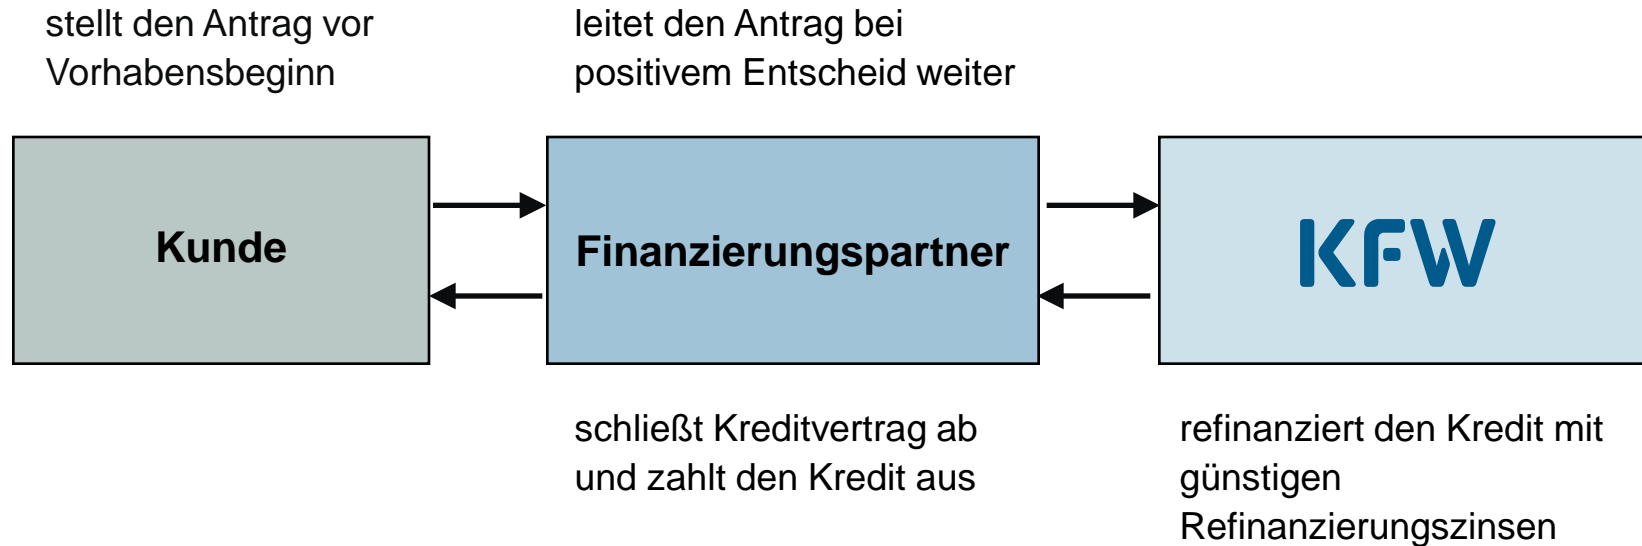 stellt den Antrag vor
Vorhabensbeginn
leitet den Antrag bei
positivem Entscheid weiter
Kunde
Finanzierungspartner
KFW
schließt Kreditvertrag ab
und zahlt den Kredit aus
refinanziert den Kredit mit
günstigen
Refinanzierungszinsen